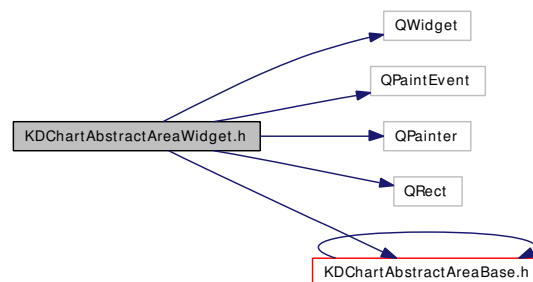 QWidget
QPaintEvent
KDChartAbstractAreaWidget.h
QPainter
QRect
KDChartAbstractAreaBase.h